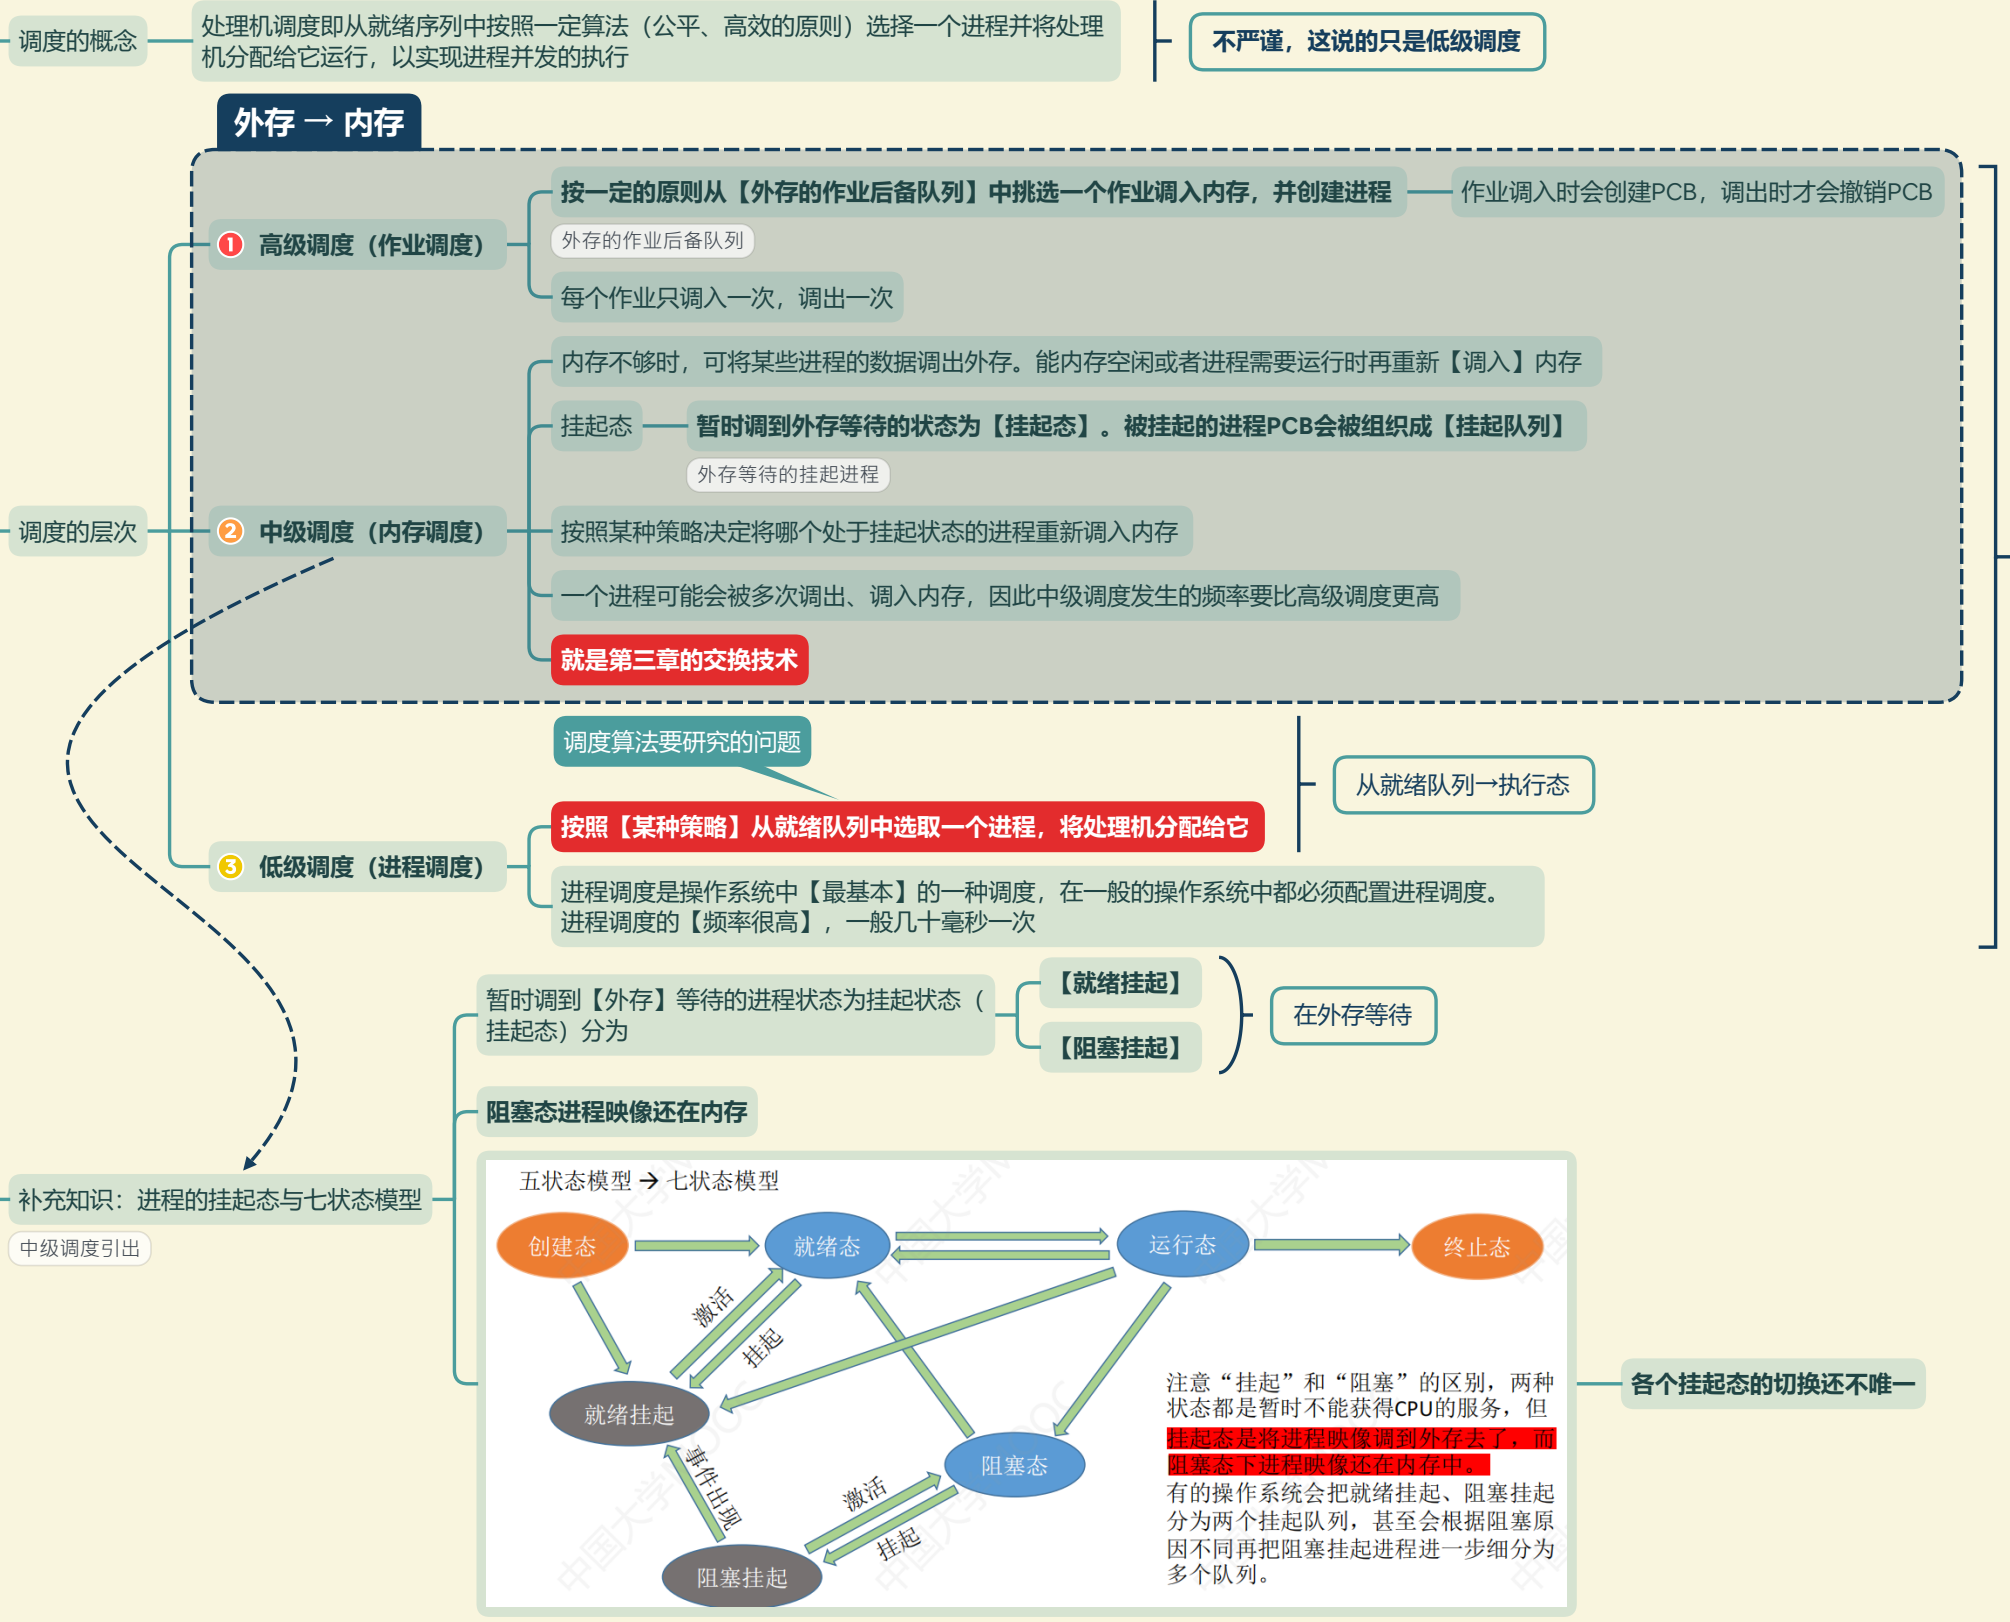 调度的概念
处理机调度即从就绪序列中按照一定算法（公平、高效的原则）选择一个进程并将处理
机分配给它运行，以实现进程并发的执行
不严谨，这说的只是低级调度
外存 → 内存
调度的层次
1 高级调度（作业调度）
按一定的原则从【外存的作业后备队列】中挑选一个作业调入内存，并创建进程
作业调入时会创建PCB，调出时才会撤销PCB
外存的作业后备队列
每个作业只调入一次，调出一次
2 中级调度（内存调度）
内存不够时，可将某些进程的数据调出外存。能内存空闲或者进程需要运行时再重新【调入】内存
挂起态
暂时调到外存等待的状态为【挂起态】。被挂起的进程PCB会被组织成【挂起队列】
外存等待的挂起进程
按照某种策略决定将哪个处于挂起状态的进程重新调入内存
一个进程可能会被多次调出、调入内存，因此中级调度发生的频率要比高级调度更高
就是第三章的交换技术
3 低级调度（进程调度）
调度算法要研究的问题
按照【某种策略】从就绪队列中选取一个进程，将处理机分配给它
从就绪队列→执行态
进程调度是操作系统中【最基本】的一种调度，在一般的操作系统中都必须配置进程调度。
进程调度的【频率很高】，一般几十毫秒一次
补充知识：进程的挂起态与七状态模型
中级调度引出
暂时调到【外存】等待的进程状态为挂起状态（
挂起态）分为
【就绪挂起】
【阻塞挂起】
在外存等待
阻塞态进程映像还在内存
五状态模型 → 七状态模型
创建态
就绪态
运行态
终止态
激活
挂起
就绪挂起
事件出现
阻塞态
激活
挂起
阻塞挂起
注意“挂起”和“阻塞”的区别，两种
状态都是暂时不能获得CPU的服务，但
挂起态是将进程映像调到外存去了，而
阻塞态下进程映像还在内存中。
有的操作系统会把就绪挂起、阻塞挂起
分为两个挂起队列，甚至会根据阻塞原
因不同再把阻塞挂起进程进一步细分为
多个队列。
各个挂起态的切换还不唯一